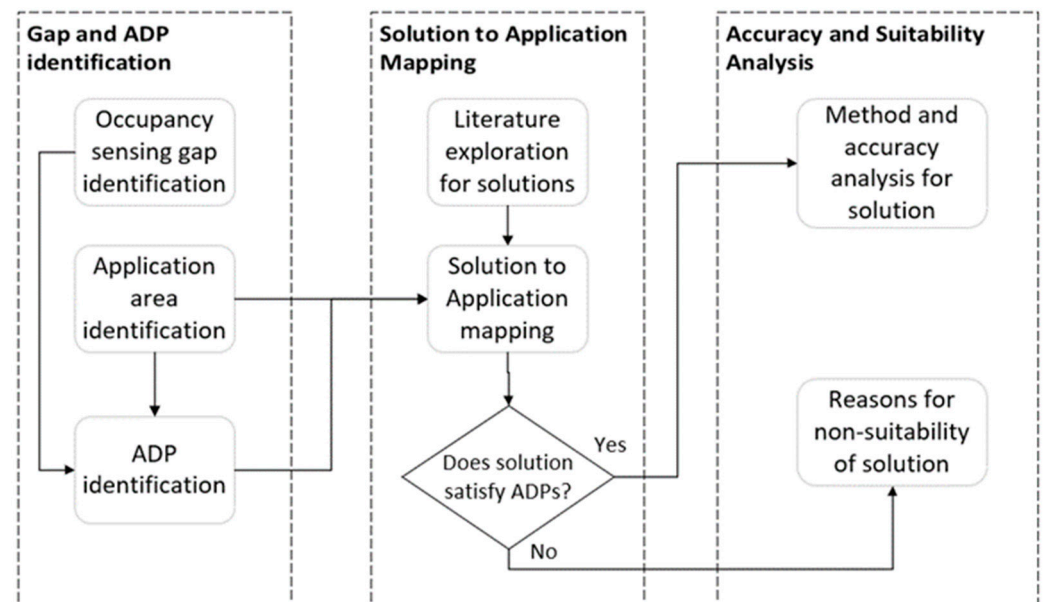 Gap and ADP
identification
Occupancy
sensing gap
identification
Application
area
identification
ADP
identification
Solution to Application
Mapping
Literature
exploration
for solutions
Solution to
Application
mapping
Does solution
satisfy ADPs?
Yes
No
Accuracy and Suitability
Analysis
Method and
accuracy
analysis for
solution
Reasons for
non-suitability
of solution